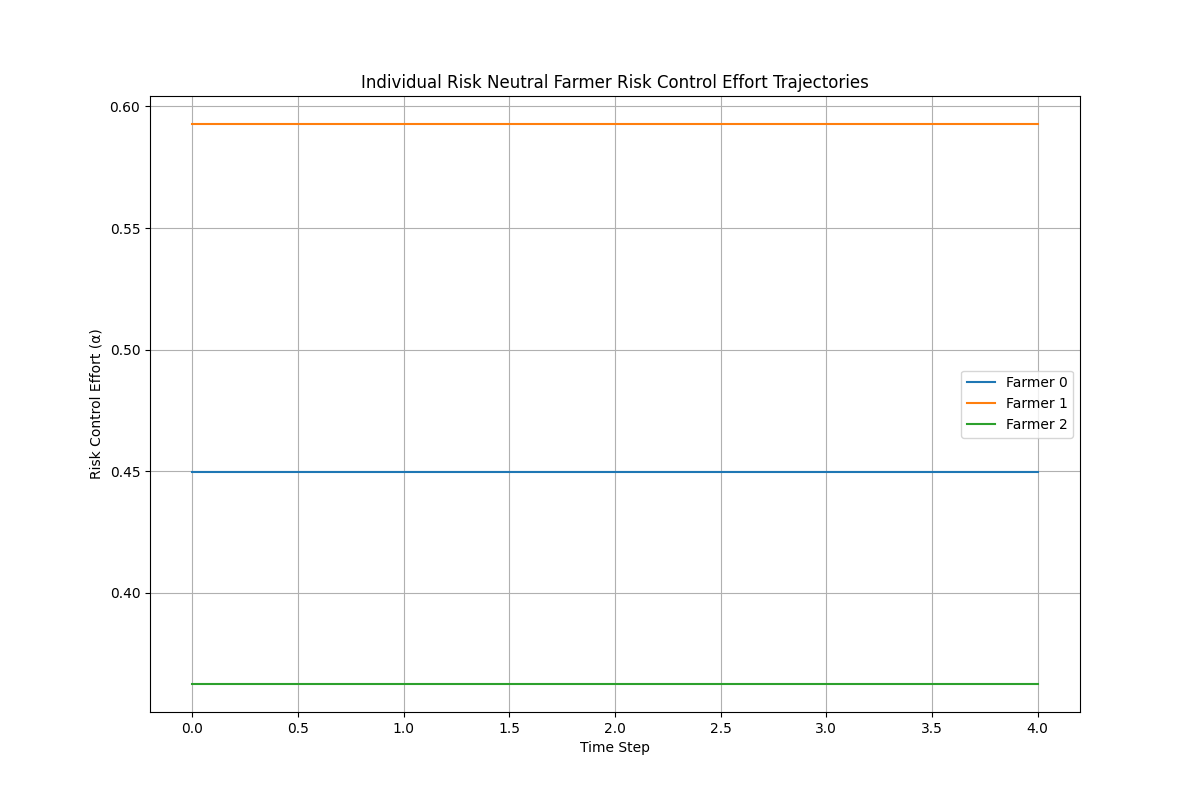 Individual Risk Neutral Farmer Risk Control Effort Trajectories
0.60
0.55
0.50
0.45
0.40
Risk Control Effort (α)
Farmer 0
Farmer 1
Farmer 2
0.0 0.5 1.0 1.5 2.0 2.5 3.0 3.5 4.0
Time Step